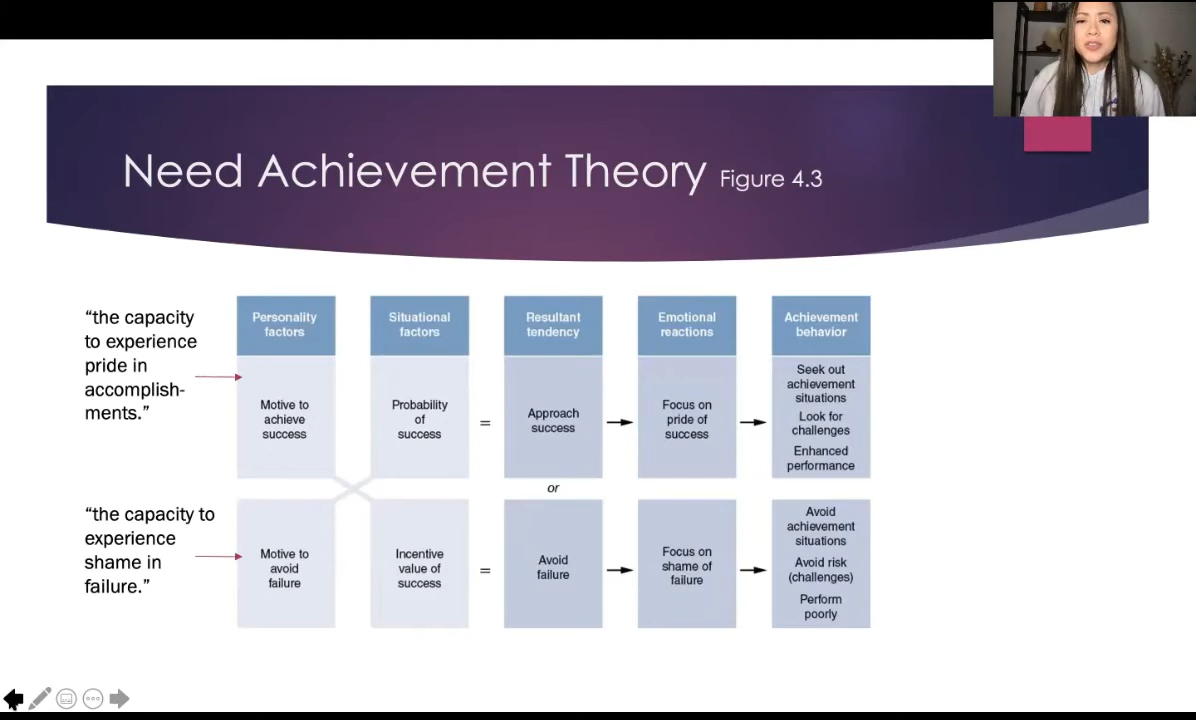 Need Achievement Theory Figure 4.3
“the capacity
to experience
pride in
accomplish-
ments.”
“the capacity to
experience
shame in
failure.”
Personality
factors
Situational
factors
Resultant
tendency
Emotional
reactions
Achievement
behavior
Motive to
achieve
success
Probability
of
success
=
Approach
success
Focus on
pride of
success
Seek out
achievement
situations
Look for
challenges
Enhanced
performance
or
Motive to
avoid
failure
Incentive
value of
success
=
Avoid
failure
Focus on
shame of
failure
Avoid
achievement
situations
Avoid risk
(challenges)
Perform
poorly